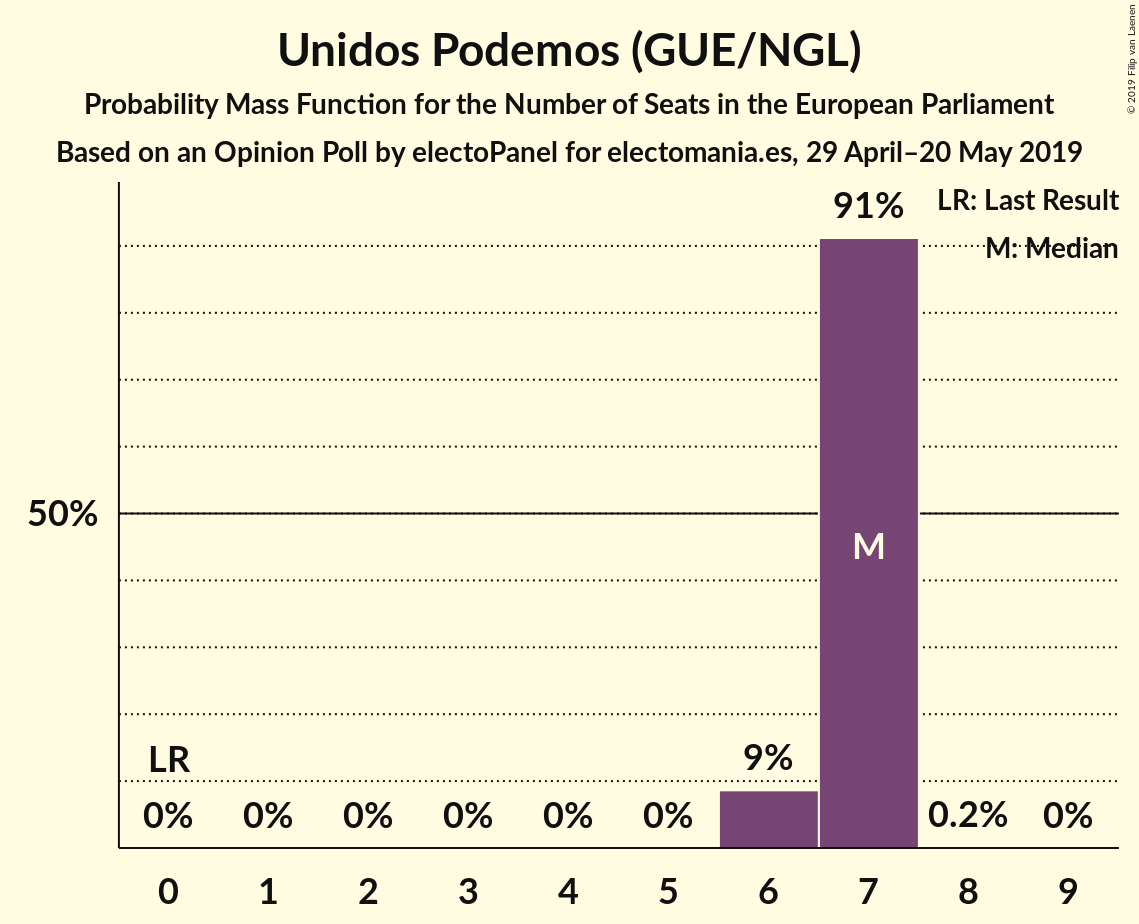 Unidos Podemos (GUE/NGL)
Probability Mass Function for the Number of Seats in the European Parliament
Based on an Opinion Poll by electoPanel for electomania.es, 29 April–20 May 2019
© 2019 Filip van Laenen
LR: Last Result
M: Median
91%
50%
M
LR
9%
0% 0% 0% 0% 0% 0% 0.2% 0%
0 1 2 3 4 5 6 7 8 9